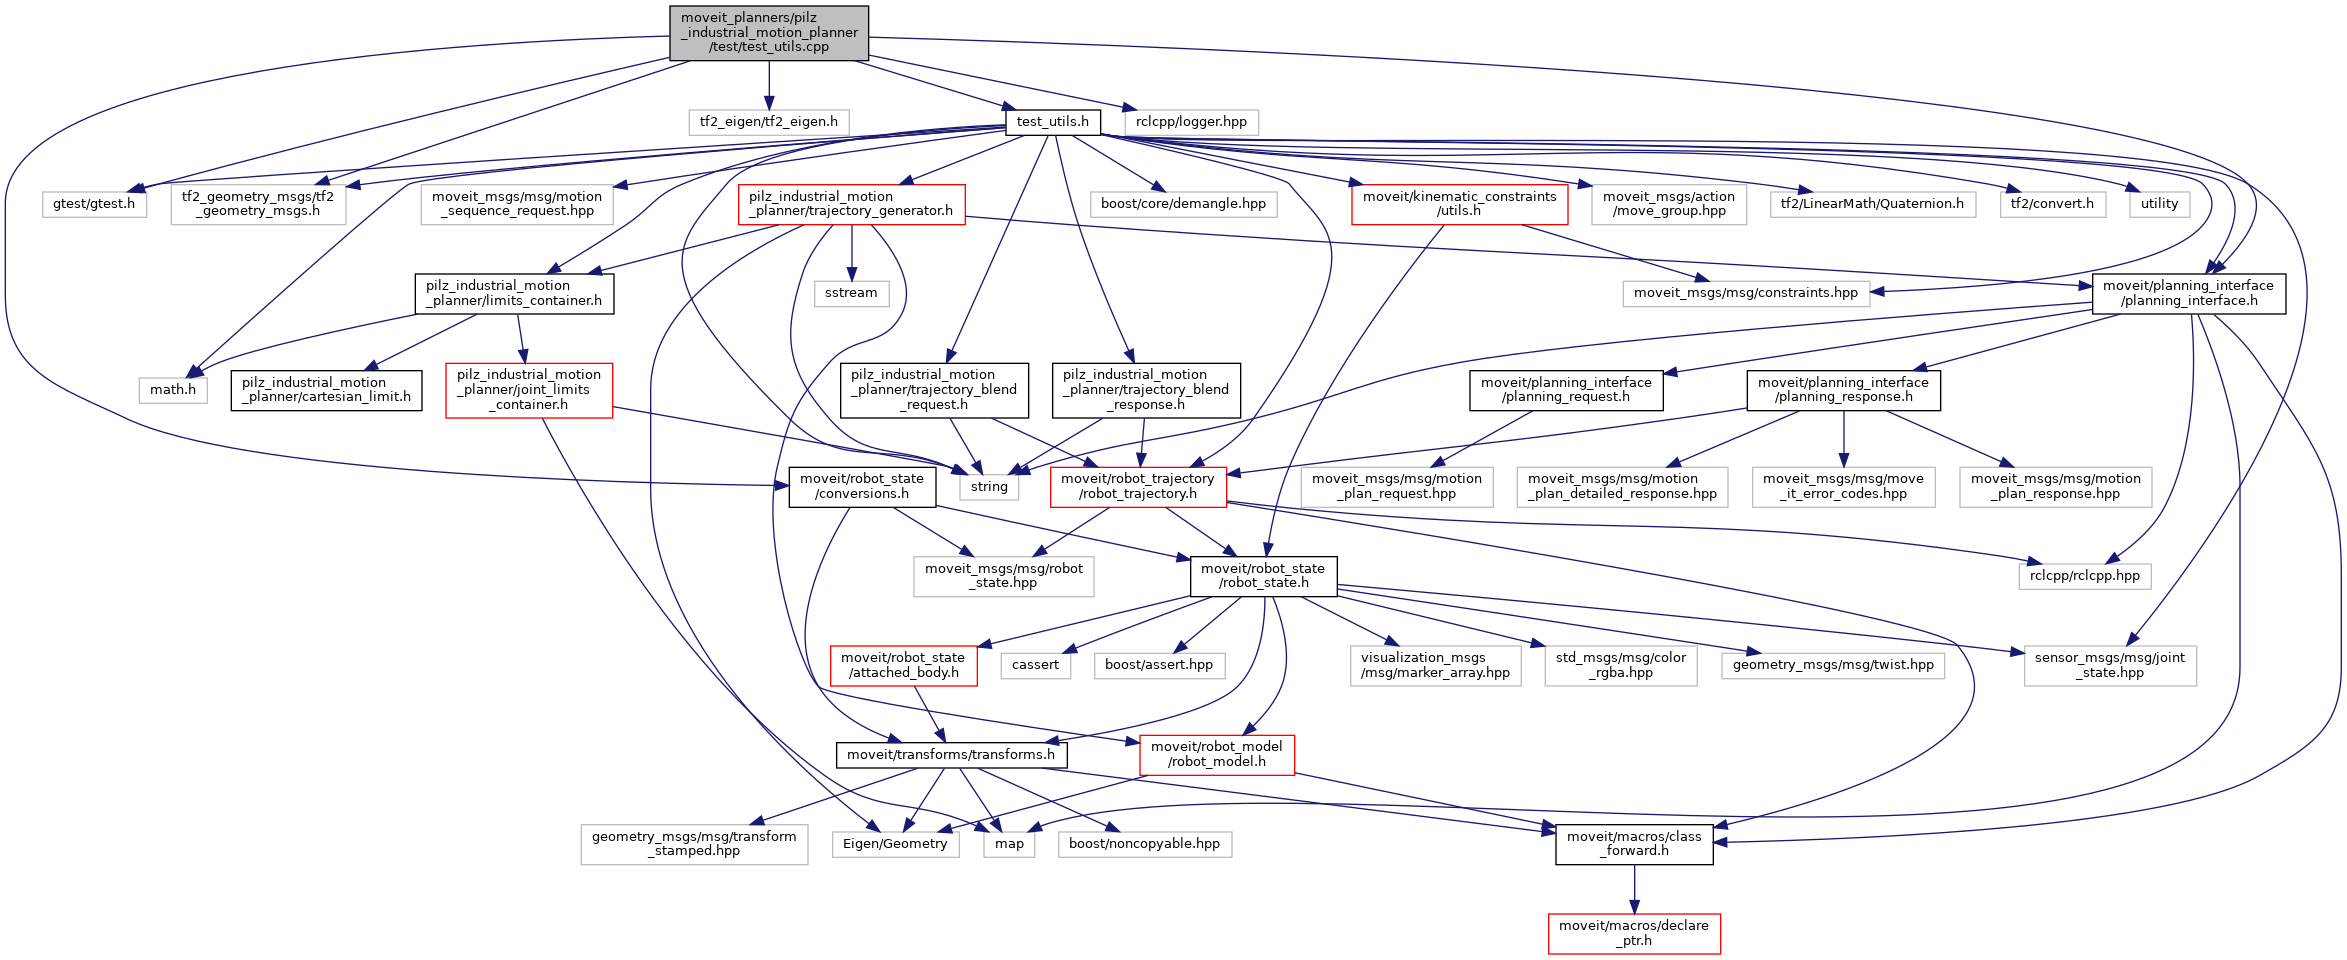 moveit_planners/pilz
_industrial_motion_planner
/test/test_utils.cpp
tf2_eigen/tf2_eigen.h
test_utils.h
rclcpp/logger.hpp
gtest/gtest.h
tf2_geometry_msgs/tf2
_geometry_msgs.h
moveit_msgs/msg/motion
_sequence_request.hpp
pilz_industrial_motion
_planner/trajectory_generator.h
boost/core/demangle.hpp
moveit/kinematic_constraints
/utils.h
moveit_msgs/action
/move_group.hpp
tf2/LinearMath/Quaternion.h
tf2/convert.h
utility
pilz_industrial_motion
_planner/limits_container.h
sstream
moveit_msgs/msg/constraints.hpp
moveit/planning_interface
/planning_interface.h
math.h
pilz_industrial_motion
_planner/cartesian_limit.h
pilz_industrial_motion
_planner/joint_limits
_container.h
pilz_industrial_motion
_planner/trajectory_blend
_request.h
pilz_industrial_motion
_planner/trajectory_blend
_response.h
moveit/planning_interface
/planning_request.h
moveit/planning_interface
/planning_response.h
moveit/robot_state
/conversions.h
string
moveit/robot_trajectory
/robot_trajectory.h
moveit_msgs/msg/motion
_plan_request.hpp
moveit_msgs/msg/motion
_plan_detailed_response.hpp
moveit_msgs/msg/move
_it_error_codes.hpp
moveit_msgs/msg/motion
_plan_response.hpp
moveit_msgs/msg/robot
_state.hpp
moveit/robot_state
/robot_state.h
rclcpp/rclcpp.hpp
moveit/robot_state
/attached_body.h
cassert
boost/assert.hpp
visualization_msgs
/msg/marker_array.hpp
std_msgs/msg/color
_rgba.hpp
geometry_msgs/msg/twist.hpp
sensor_msgs/msg/joint
_state.hpp
moveit/transforms/transforms.h
moveit/robot_model
/robot_model.h
geometry_msgs/msg/transform
_stamped.hpp
Eigen/Geometry
map
boost/noncopyable.hpp
moveit/macros/class
_forward.h
moveit/macros/declare
_ptr.h